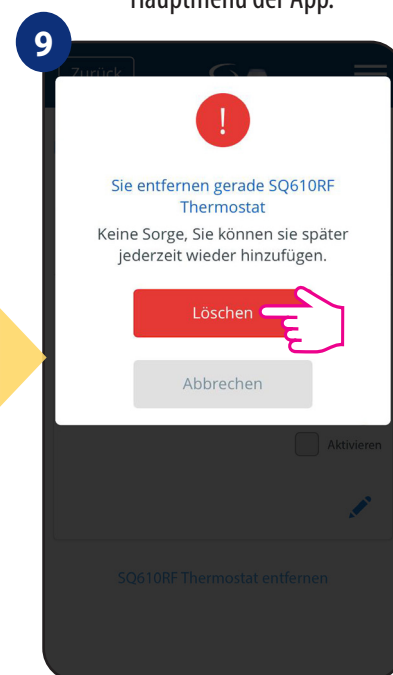 Hauptmenü der App.
9
Zurück
!
Sie entfernen gerade SQ610RF
Thermostat
Keine Sorge, Sie können sie später
jederzeit wieder hinzufügen.
Löschen
Abbrechen
Aktivieren
SQ610RF Thermostat entfernen